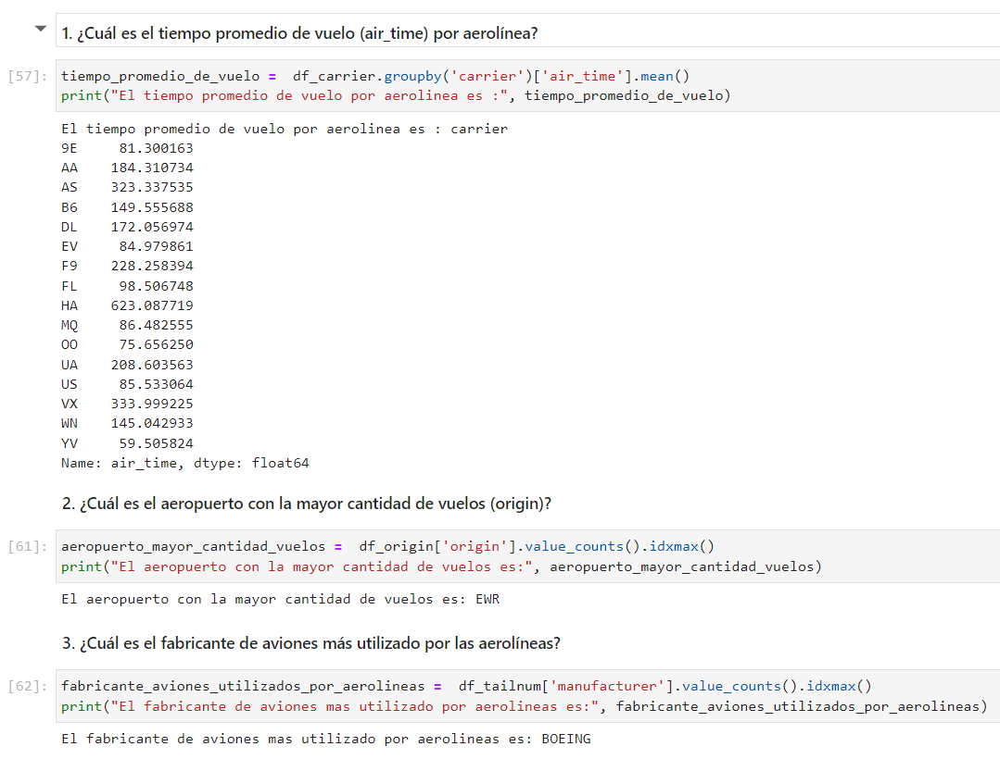 1. ¿Cuál es el tiempo promedio de vuelo (air_time) por aerolínea?
[57]: tiempo_promedio_de_vuelo =  df_carrier.groupby('carrier')['air_time'].mean()
print("El tiempo promedio de vuelo por aerolinea es :", tiempo_promedio_de_vuelo)
El tiempo promedio de vuelo por aerolinea es : carrier
9E     81.300163
AA    184.310734
AS    323.337535
B6    149.555688
DL    172.056974
EV     84.979861
F9    228.258394
FL     98.506748
HA    623.087719
MQ     86.482555
OO     75.656250
UA    208.603563
US     85.533064
VX    333.999225
WN    145.042933
YV     59.505824
Name: air_time, dtype: float64
2. ¿Cuál es el aeropuerto con la mayor cantidad de vuelos (origin)?
[61]: aeropuerto_mayor_cantidad_vuelos =  df_origin['origin'].value_counts().idxmax()
print("El aeropuerto con la mayor cantidad de vuelos es:", aeropuerto_mayor_cantidad_vuelos)
El aeropuerto con la mayor cantidad de vuelos es: EWR
3. ¿Cuál es el fabricante de aviones más utilizado por las aerolíneas?
[62]: fabricante_aviones_utilizados_por_aerolineas =  df_tailnum['manufacturer'].value_counts().idxmax()
print("El fabricante de aviones mas utilizado por aerolineas es:", fabricante_aviones_utilizados_por_aerolineas)
El fabricante de aviones mas utilizado por aerolineas es: BOEING